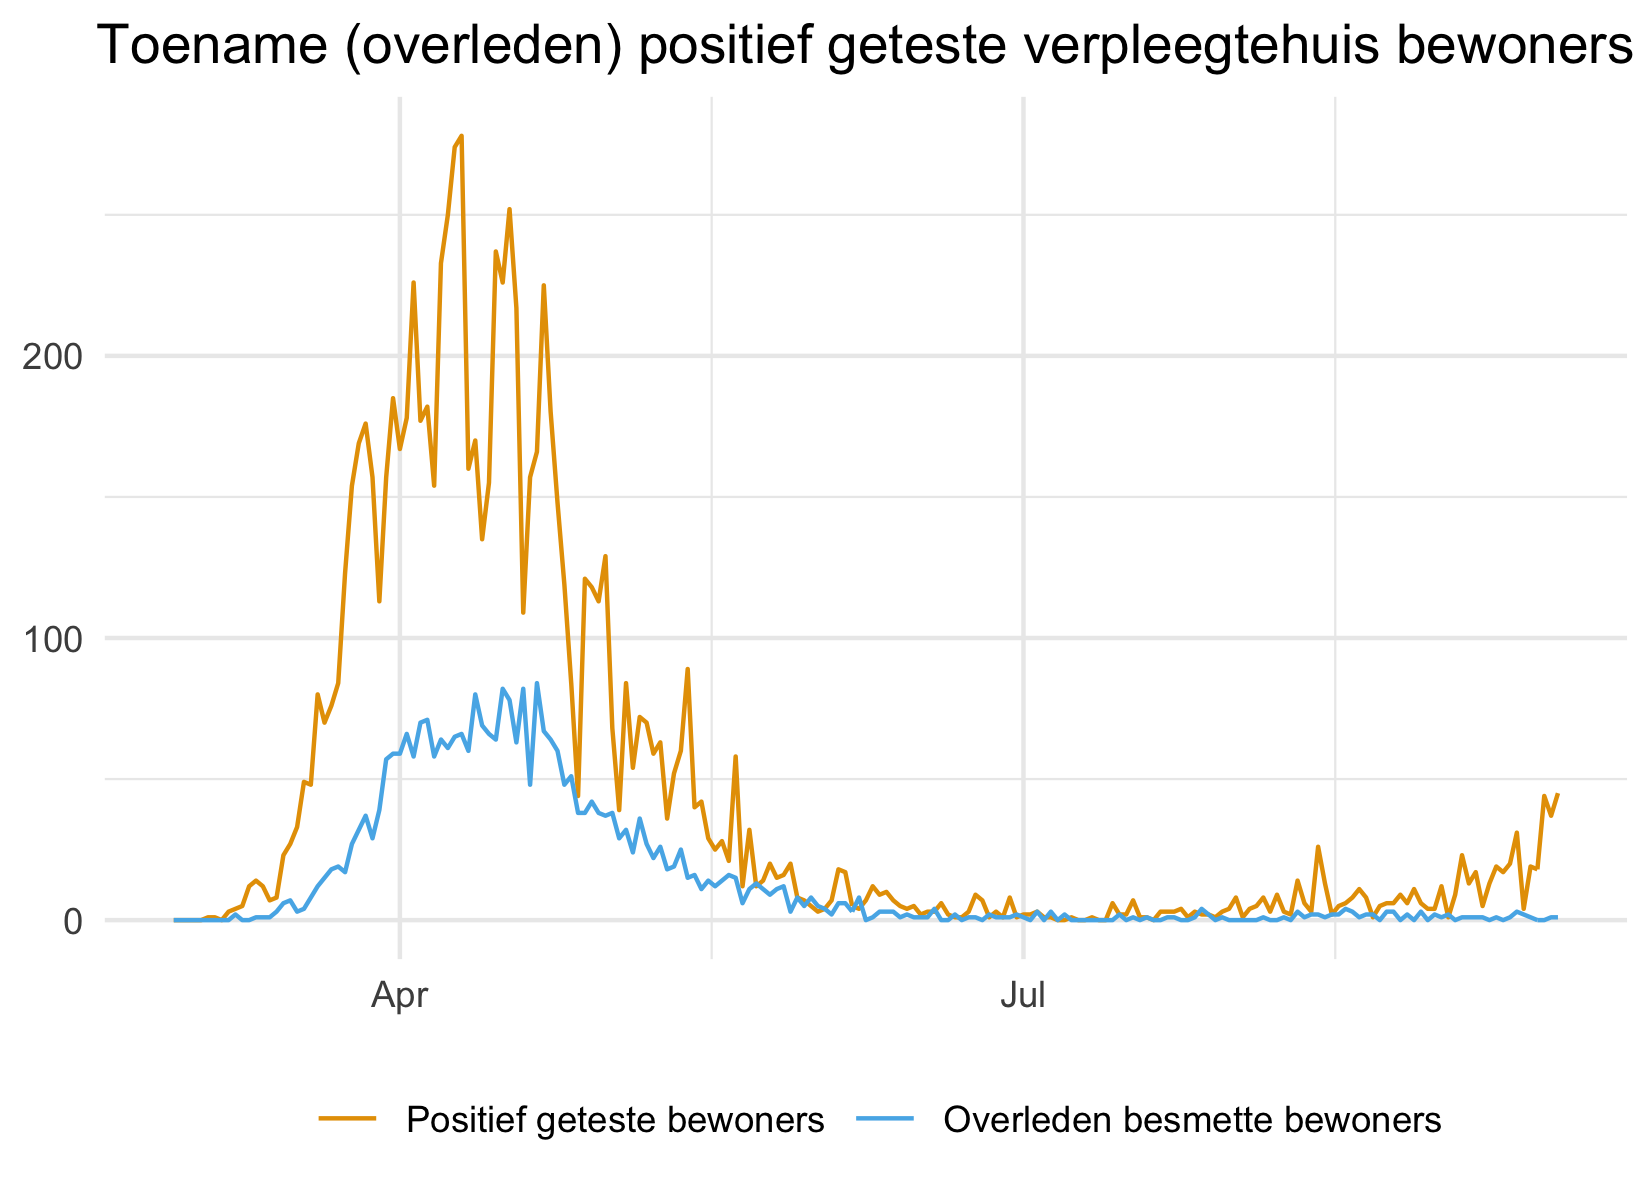 Toename (overleden) positief geteste verpleegtehuis bewoners
200
100
0
Apr
Jul
Positief geteste bewoners
Overleden besmette bewoners